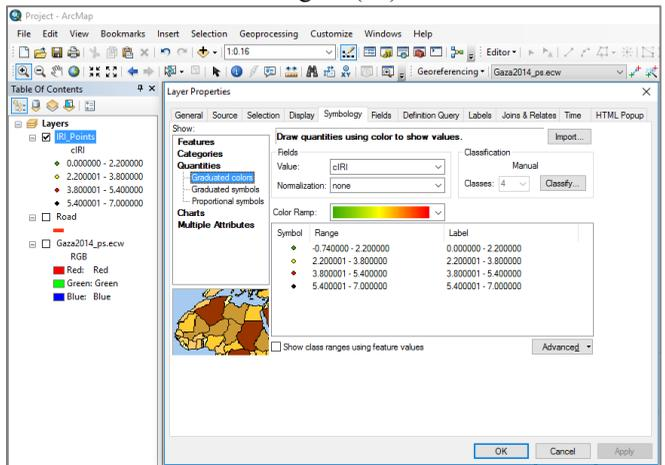 Project - ArcMap
File Edit View Bookmarks Insert Selection Geoprocessing Customize Windows Help
1:0.16
Editor
Georeferencing
Gaza2014_ps.ecw
Table Of Contents
Layers
IRI_Points
cIRI
0.000000 - 2.200000
2.200001 - 3.800000
3.800001 - 5.400000
5.400001 - 7.000000
Road
Gaza2014_ps.ecw
RGB
Red: Red
Green: Green
Blue: Blue
Layer Properties
General Source Selection Display Symbology Fields Definition Query Labels Joins & Relates Time HTML Popup
Show:
Features
Categories
Quantities
Graduated colors
Graduated symbols
Proportional symbols
Charts
Multiple Attributes
Draw quantities using color to show values.
Import...
Fields
Value: cIRI
Normalization: none
Classification
Manual
Classes: 4 Classify...
Color Ramp:
Symbol Range Label
-0.740000 - 2.200000 0.000000 - 2.200000
2.200001 - 3.800000 2.200001 - 3.800000
3.800001 - 5.400000 3.800001 - 5.400000
5.400001 - 7.000000 5.400001 - 7.000000
Show class ranges using feature values
Advanced
OK Cancel Apply